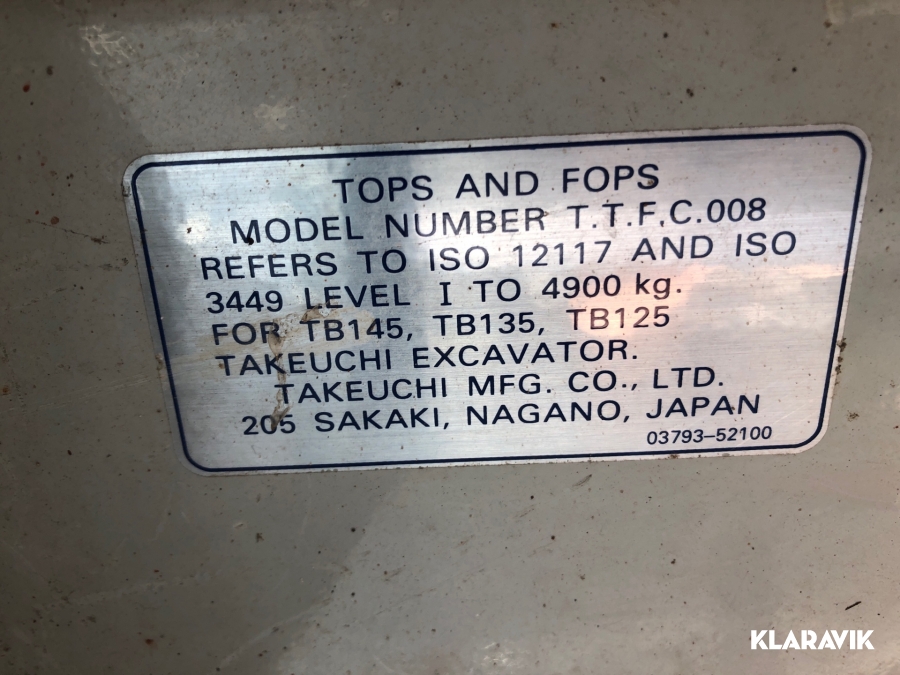 TOPS AND FOPS
MODEL NUMBER T.T.F.C.008
REFERS TO ISO 12117 AND ISO
3449 LEVEL I TO 4900 kg.
FOR TB145, TB135, TB125
TAKEUCHI EXCAVATOR.
TAKEUCHI MFG. CO., LTD.
205 SAKAKI, NAGANO, JAPAN
03793-52100
KLARAVIK